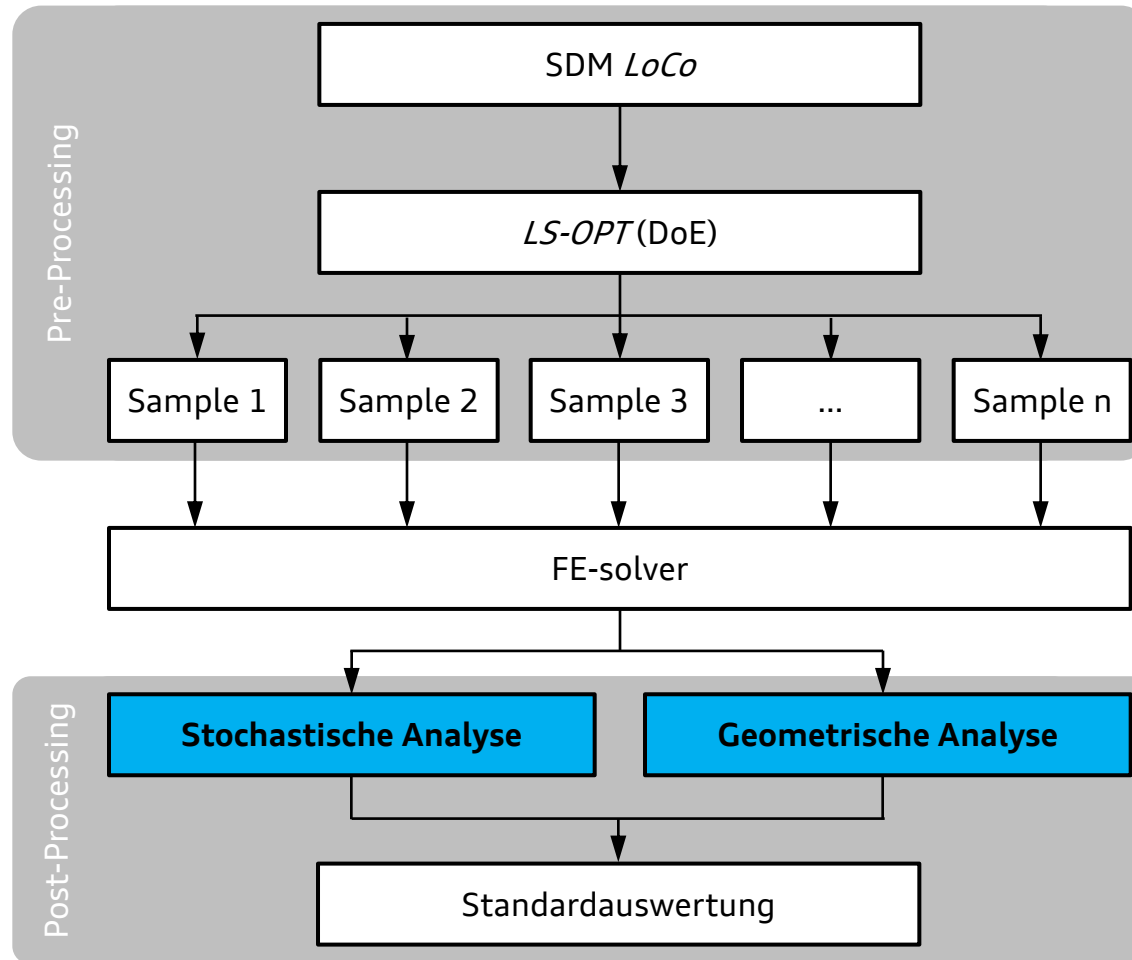 Pre-Processing
SDM LoCo
LS-OPT (DoE)
Sample 1
Sample 2
Sample 3
...
Sample n
FE-solver
Post-Processing
Stochastische Analyse
Geometrische Analyse
Standardauswertung